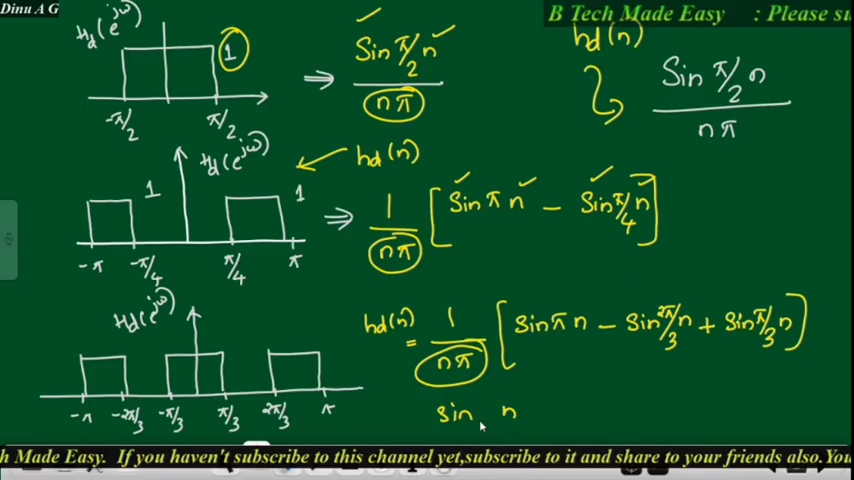 Dinu A G
B Tech Made Easy : Please su
Hd(e^jω)
1
-π/2 π/2
⇒ Sin π/2 n / nπ
hd(n)
Sin π/2 n / nπ
Hd(e^jω)
hd(n)
1 1
-π -π/4 π/4 π
⇒ 1/nπ [Sin π n - Sin π/4 n]
Hd(e^jω)
-π -2π/3 -π/3 π/3 2π/3 π
hd(n) = 1/nπ [Sin π n - Sin 2π/3 n + Sin π/3 n]
sin n
h Made Easy. If you haven't subscribe to this channel yet,subscribe to it and share to your friends also.You